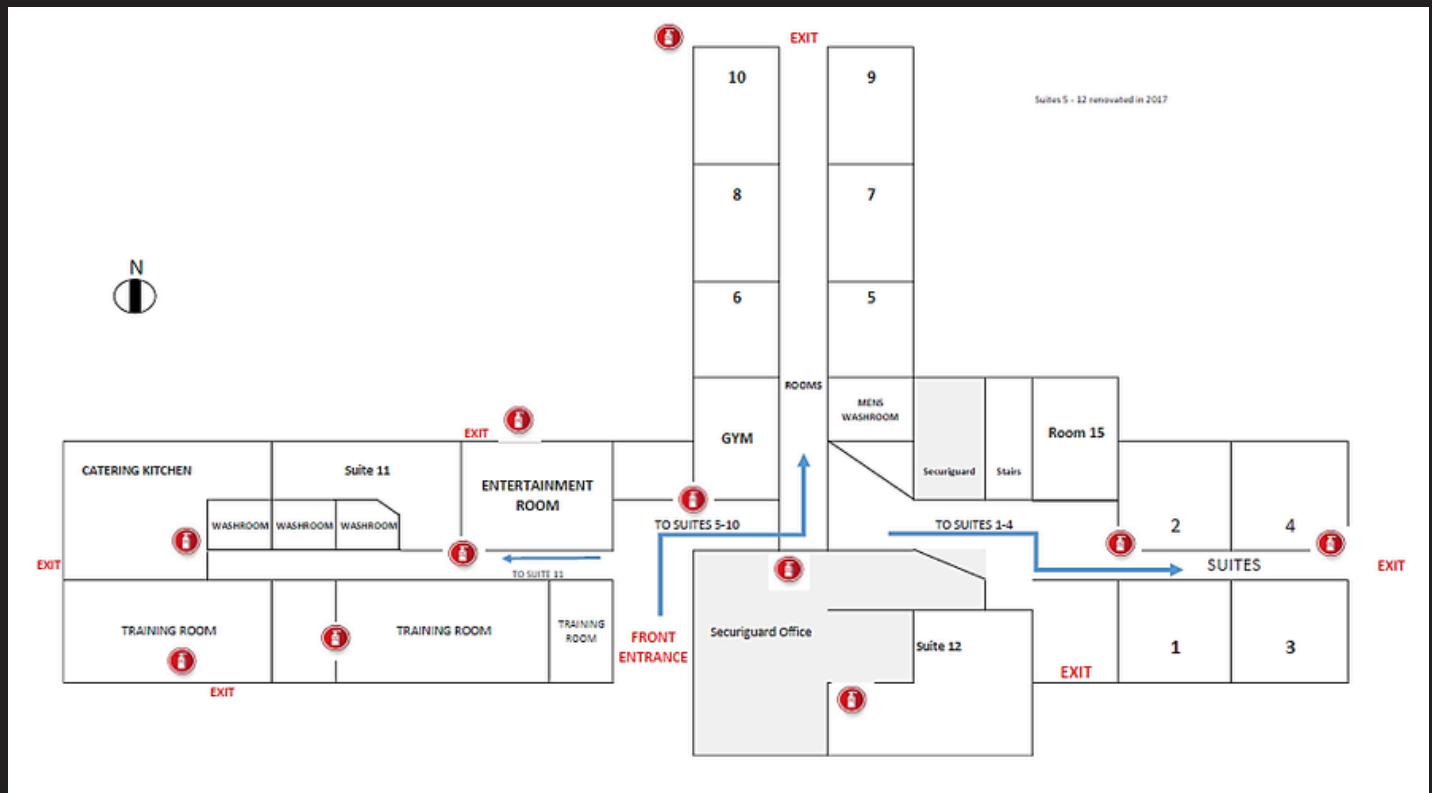 EXIT
10
9
Suites 5 - 12 renovated in 2017
8
7
N
6
5
ROOMS
MENS
WASHROOM
EXIT
GYM
Room 15
CATERING KITCHEN
Suite 11
Securiguard
Stairs
ENTERTAINMENT
ROOM
WASHROOM
WASHROOM
WASHROOM
TO SUITES 5-10
TO SUITES 1-4
2
4
EXIT
TO SUITE 11
SUITES
EXIT
TRAINING ROOM
TRAINING ROOM
TRAINING
ROOM
FRONT
ENTRANCE
Securiguard Office
Suite 12
1
3
EXIT
EXIT